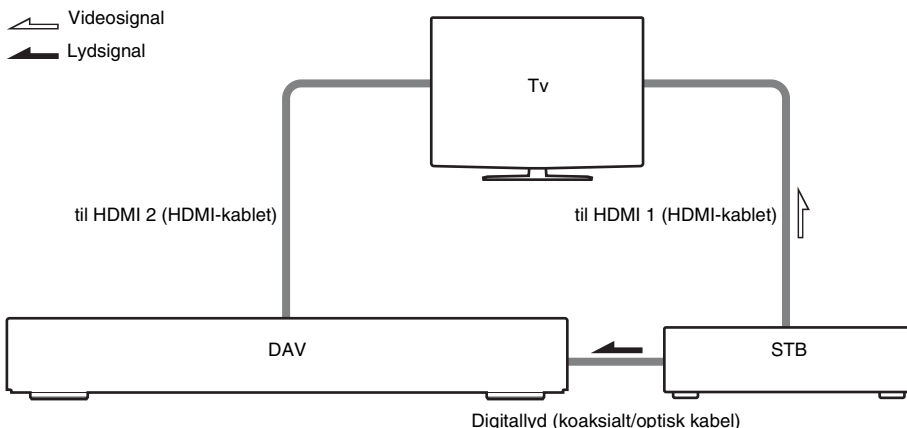 Videosignal
Lydsignal
Tv
til HDMI 2 (HDMI-kablet)
til HDMI 1 (HDMI-kablet)
DAV
STB
Digitallyd (koaksialt/optisk kabel)